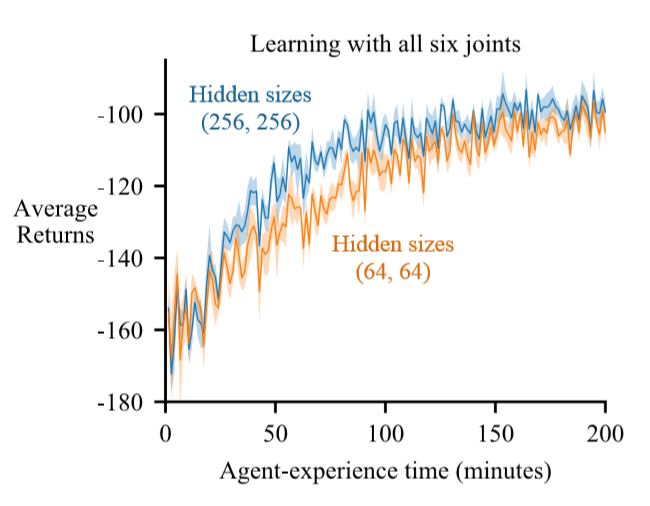 Learning with all six joints
Hidden sizes
(256, 256)
Average
Returns
-100
-120
-140
-160
-180
Hidden sizes
(64, 64)
0
50
100
150
200
Agent-experience time (minutes)